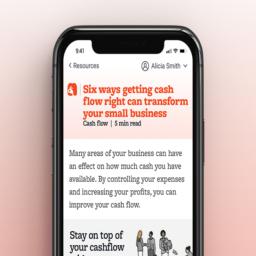 9:41
Resources
Alicia Smith
Six ways getting cash
flow right can transform
your small business
Cash flow | 5 min read
Many areas of your business can have
an effect on how much cash you have
available. By controlling your expenses
and increasing your profits, you can
improve your cash flow.
Stay on top of
your cashflow